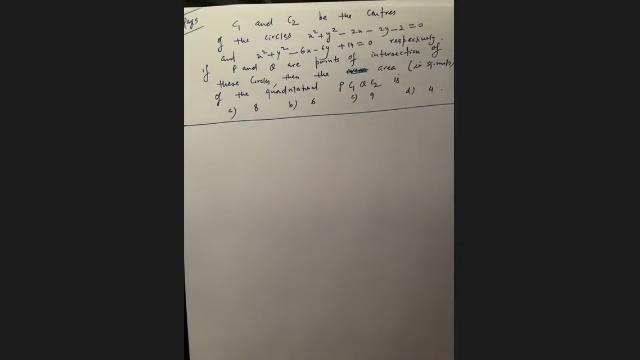 C₁ and C₂ be the Centres
of the circles x² + y² - 2x - 2y - 2 = 0
and x² + y² - 6x - 6y + 14 = 0 respectively.
if P and Q are points of intersection of
these Circles, then the area (in sq. units)
of the quadrilateral P C₁ Q C₂ is
a) 8 b) 6 c) 9 d) 4.